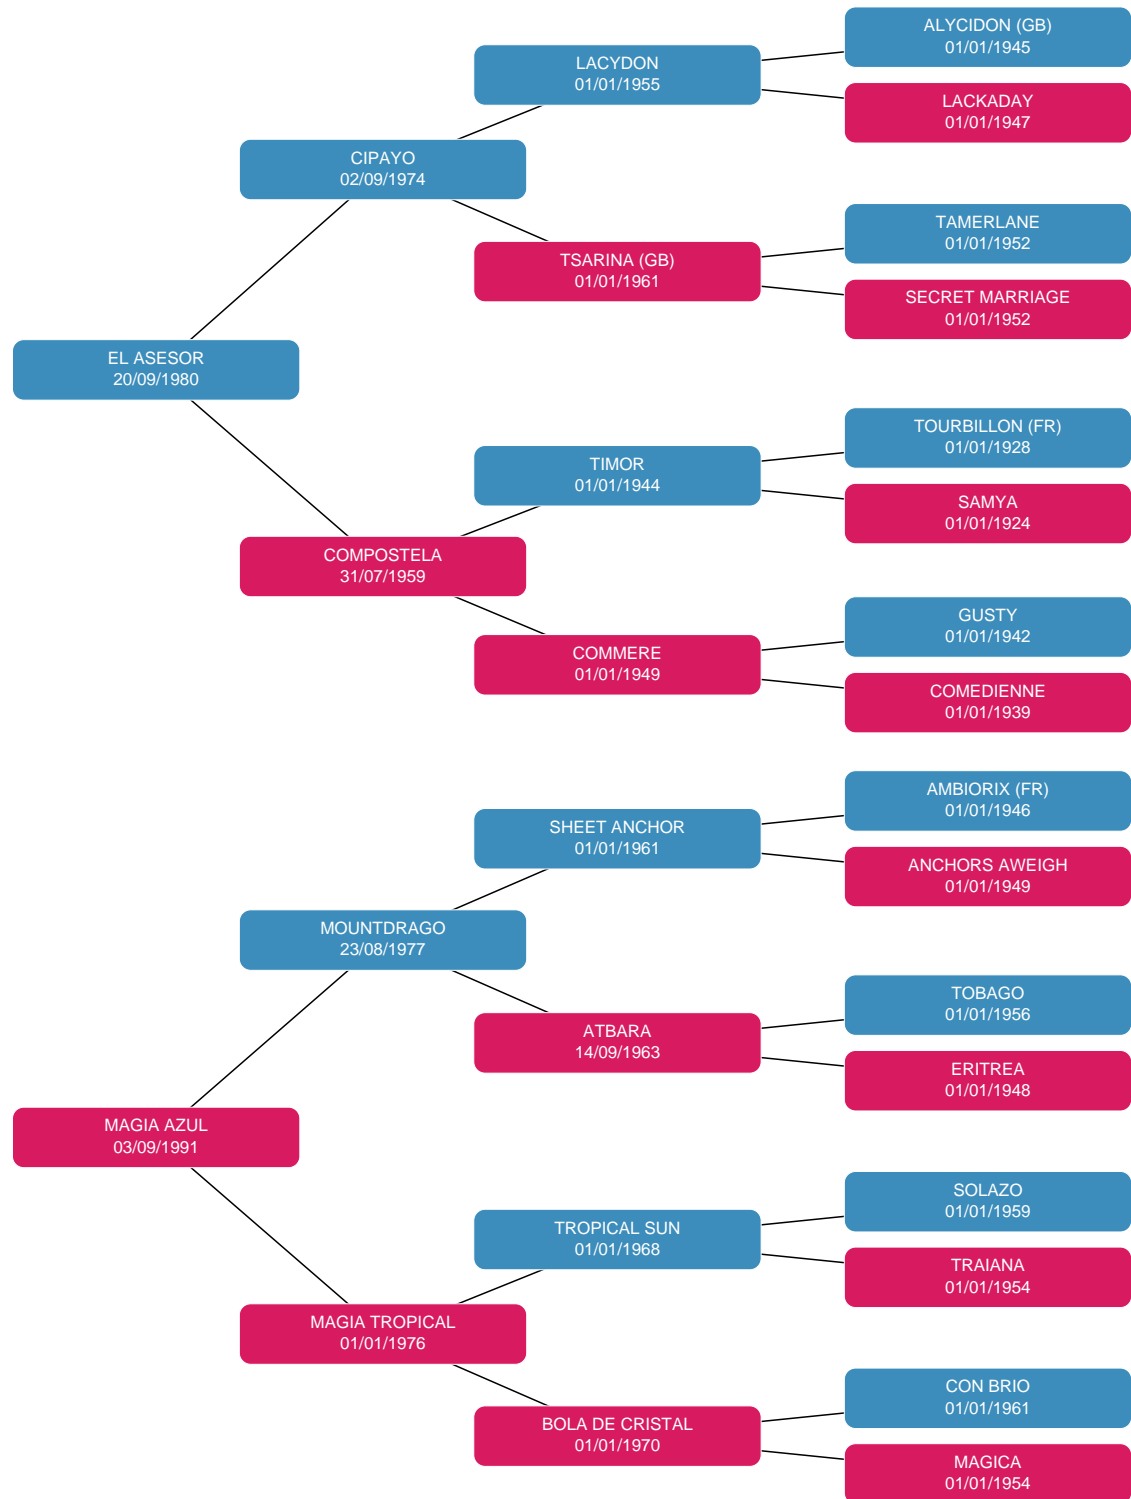 ALYCIDON (GB)
01/01/1945
LACYDON
01/01/1955
LACKADAY
01/01/1947
CIPAYO
02/09/1974
TAMERLANE
01/01/1952
TSARINA (GB)
01/01/1961
SECRET MARRIAGE
01/01/1952
EL ASESOR
20/09/1980
TOURBILLON (FR)
01/01/1928
TIMOR
01/01/1944
SAMYA
01/01/1924
COMPOSTELA
31/07/1959
GUSTY
01/01/1942
COMMERE
01/01/1949
COMEDIENNE
01/01/1939
AMBIORIX (FR)
01/01/1946
SHEET ANCHOR
01/01/1961
ANCHORS AWEIGH
01/01/1949
MOUNTDRAGO
23/08/1977
TOBAGO
01/01/1956
ATBARA
14/09/1963
ERITREA
01/01/1948
MAGIA AZUL
03/09/1991
SOLAZO
01/01/1959
TROPICAL SUN
01/01/1968
TRAIANA
01/01/1954
MAGIA TROPICAL
01/01/1976
CON BRIO
01/01/1961
BOLA DE CRISTAL
01/01/1970
MAGICA
01/01/1954